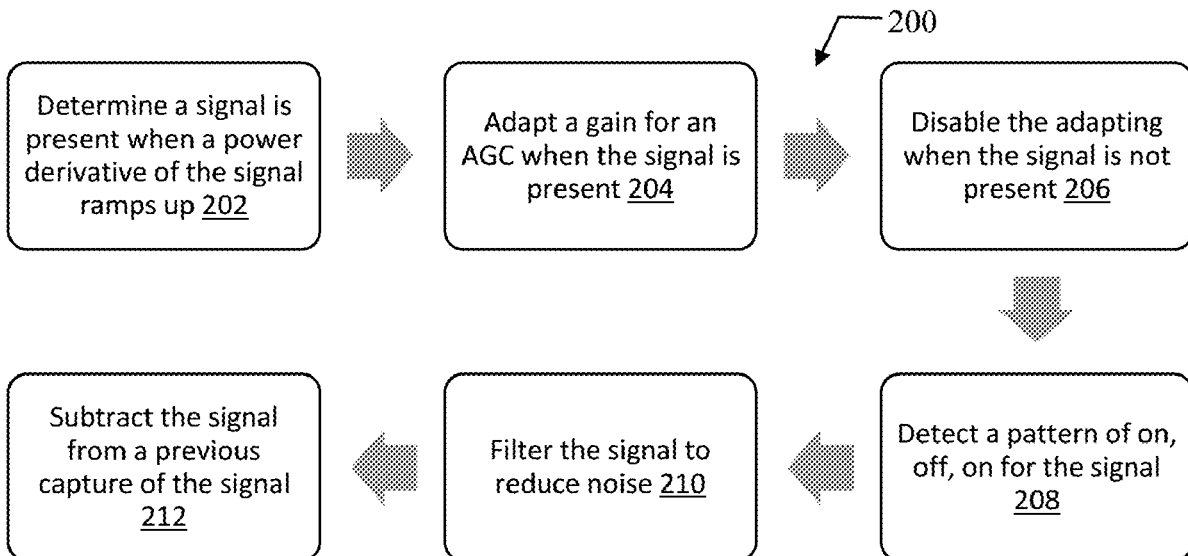 200
Determine a signal is
present when a power
derivative of the signal
ramps up 202
Adapt a gain for an
AGC when the signal is
present 204
Disable the adapting
when the signal is not
present 206
Detect a pattern of on,
off, on for the signal
208
Filter the signal to
reduce noise 210
Subtract the signal
from a previous
capture of the signal
212